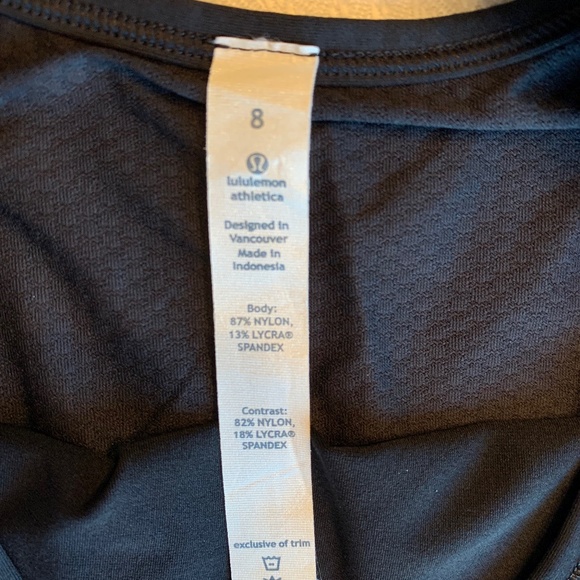 8
lululemon
athletica
Designed in
Vancouver
Made in
Indonesia
Body:
87% NYLON,
13% LYCRA®
SPANDEX
Contrast:
82% NYLON,
18% LYCRA®
SPANDEX
exclusive of trim